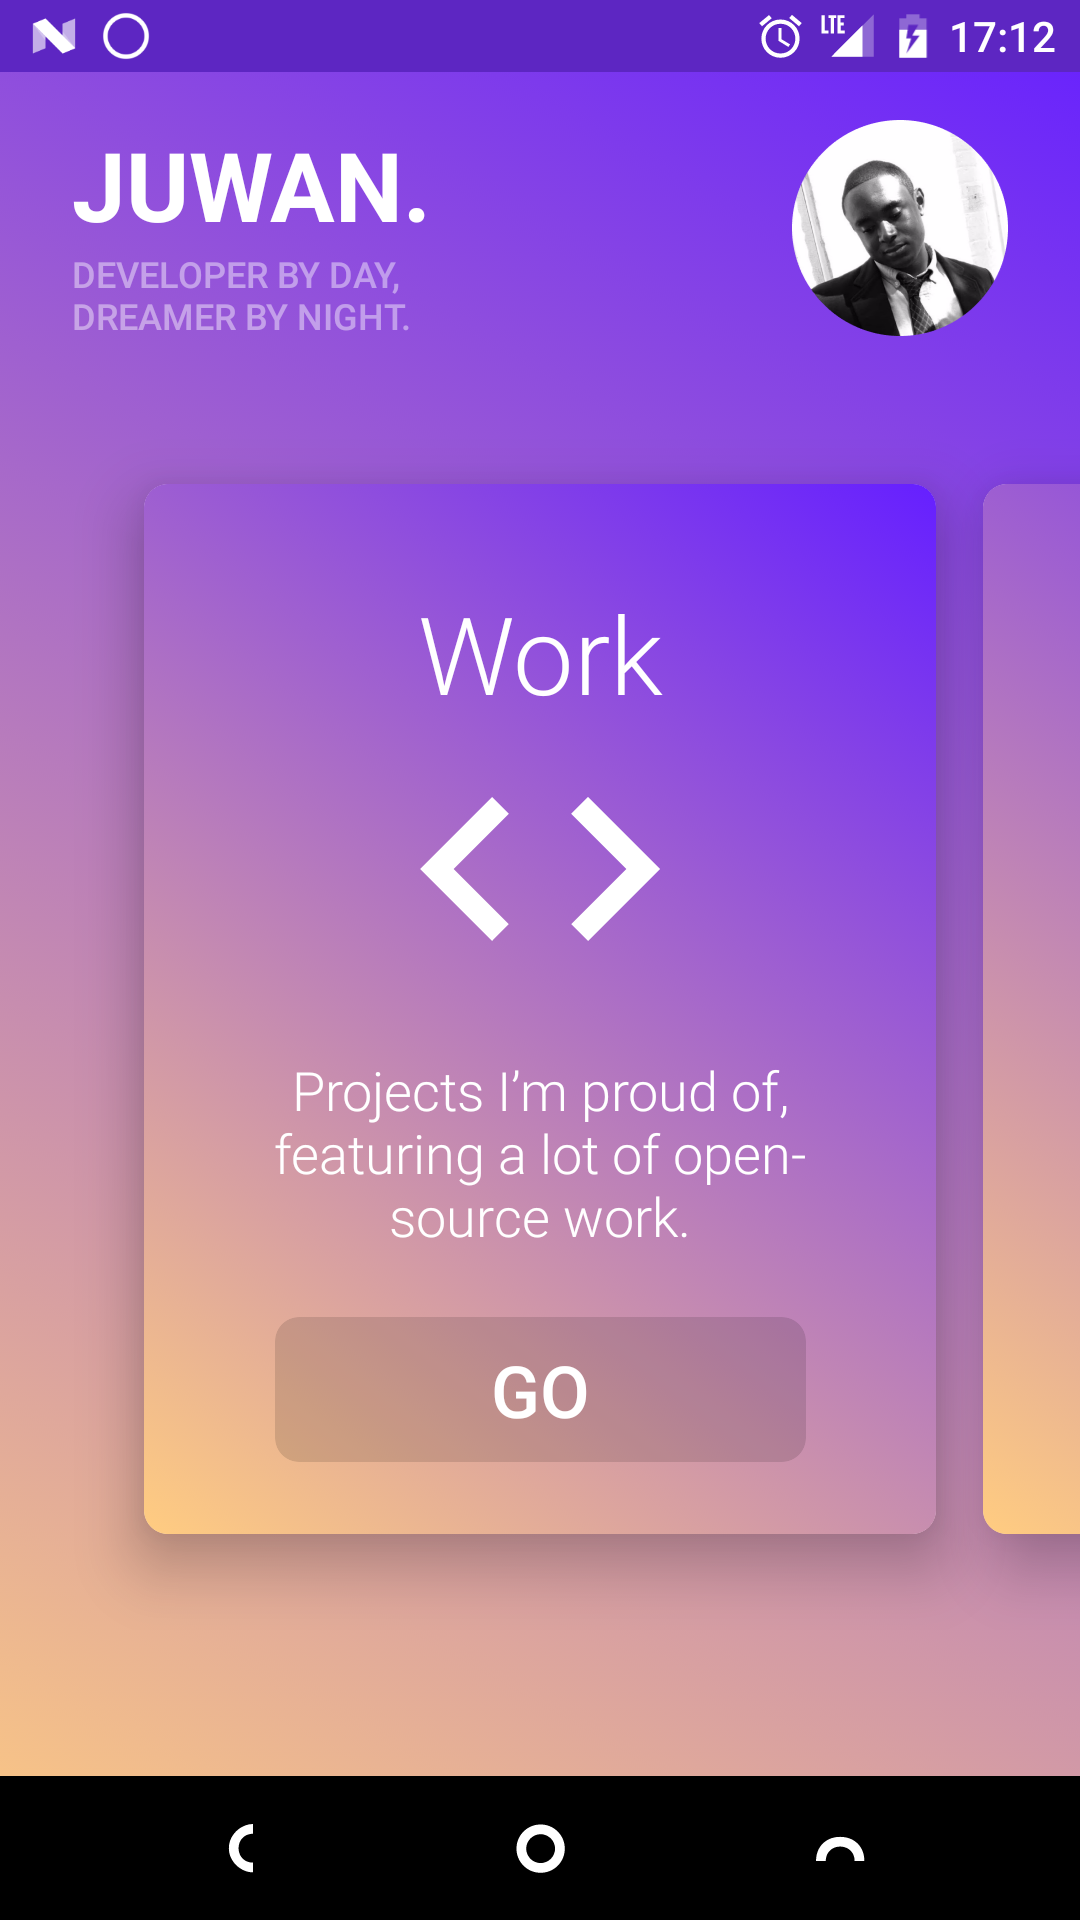 LTE 17:12
JUWAN.
DEVELOPER BY DAY,
DREAMER BY NIGHT.
Work
Projects I’m proud of,
featuring a lot of open-
source work.
GO